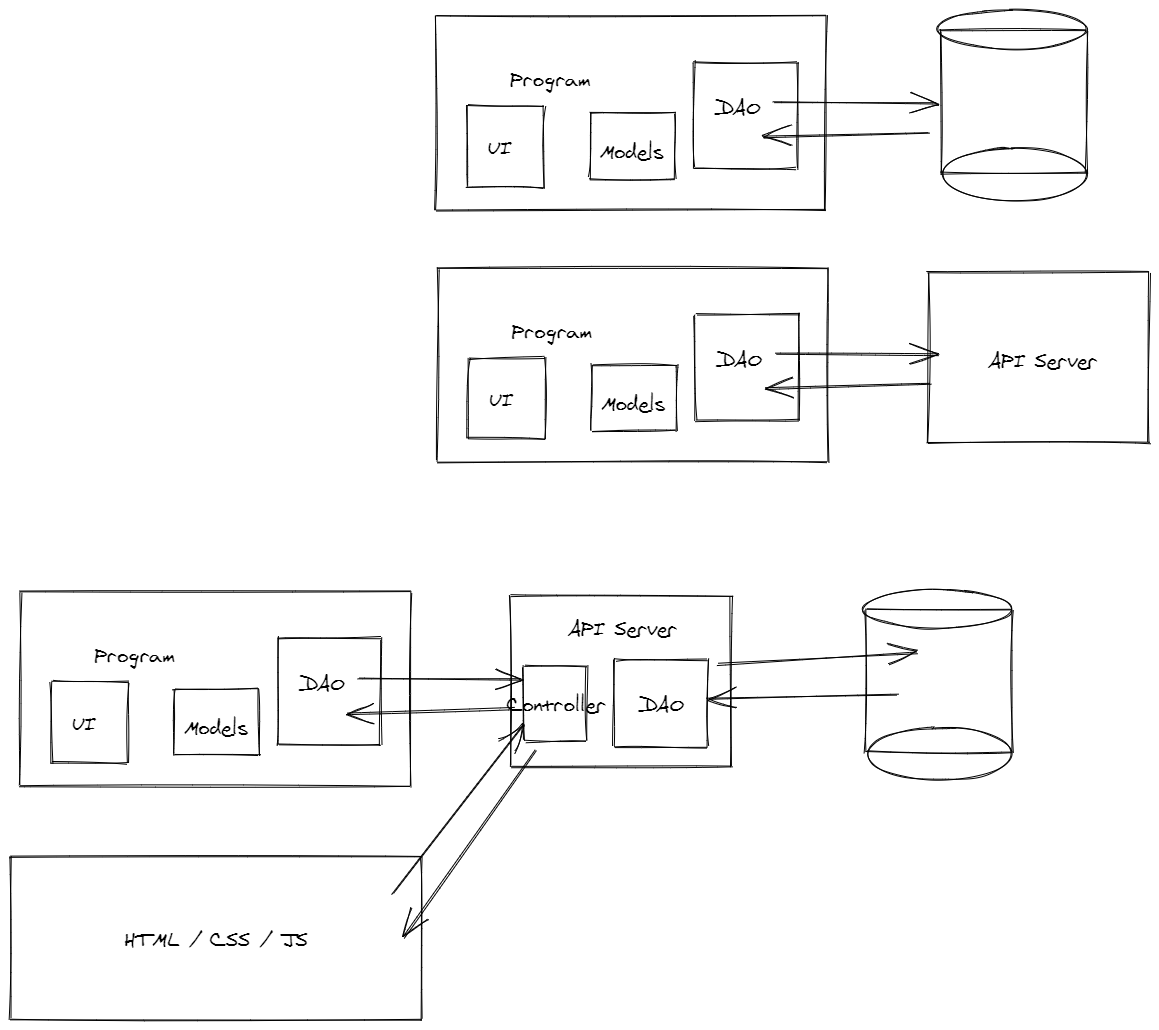 Program
UI
Models
DAO
Program
UI
Models
DAO
API Server
Program
UI
Models
DAO
API Server
Controller
DAO
HTML / CSS / JS